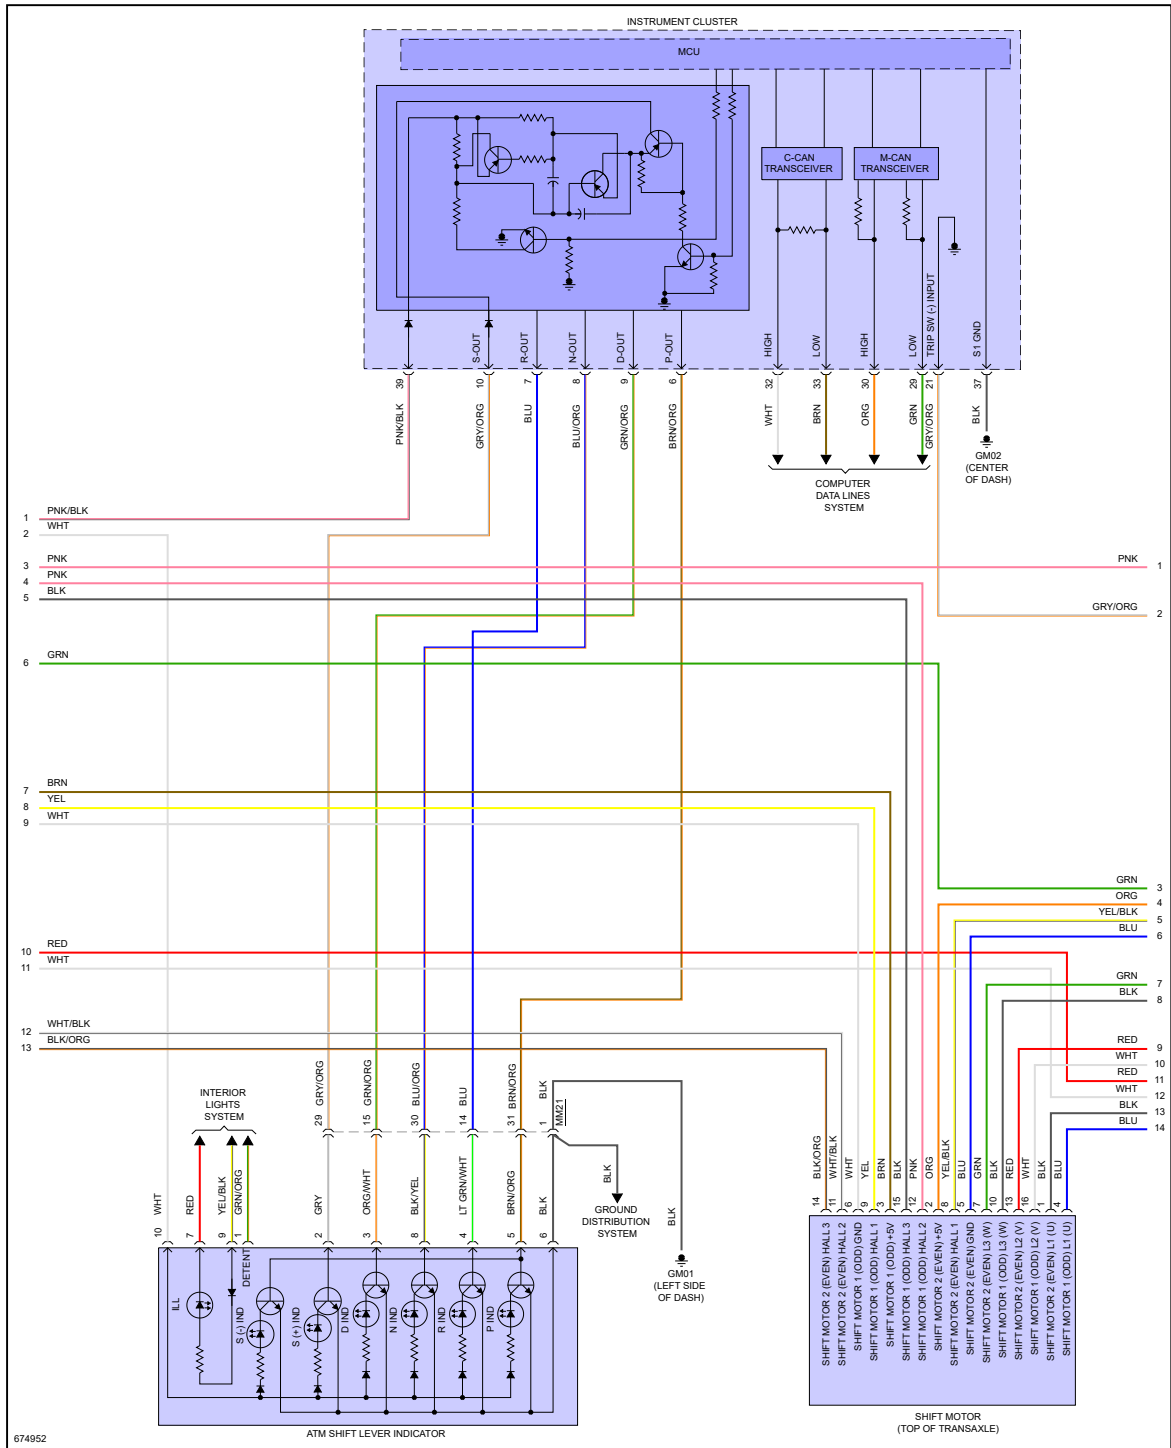 INSTRUMENT CLUSTER
MCU
C-CAN
TRANSCEIVER
M-CAN
TRANSCEIVER
S-OUT
R-OUT
N-OUT
D-OUT
P-OUT
HIGH
LOW
HIGH
LOW
TRIP SW (-) INPUT
S1 GND
39
10
7
8
9
6
32
33
30
29
21
37
PNK/BLK
GRY/ORG
BLU
BLU/ORG
GRN/ORG
BRN/ORG
WHT
BRN
ORG
GRN
GRY/ORG
BLK
GM02
(CENTER
OF DASH)
COMPUTER
DATA LINES
SYSTEM
1 PNK/BLK
2 WHT
3 PNK
4 PNK
5 BLK
6 GRN
7 BRN
8 YEL
9 WHT
10 RED
11 WHT
12 WHT/BLK
13 BLK/ORG
PNK 1
GRY/ORG 2
GRN 3
ORG 4
YEL/BLK 5
BLU 6
GRN 7
BLK 8
RED 9
WHT 10
RED 11
WHT 12
BLK 13
BLU 14
INTERIOR
LIGHTS
SYSTEM
GRY/ORG
GRN/ORG
BLU/ORG
BLU
BRN/ORG
BLK
29
15
30
14
31
1
MM21
WHT
RED
YEL/BLK
GRN/ORG
GRY
ORG/WHT
BLK/YEL
LT GRN/WHT
BRN/ORG
BLK
10
7
9
1
2
3
8
4
5
6
BLK
GROUND
DISTRIBUTION
SYSTEM
BLK
GM01
(LEFT SIDE
OF DASH)
ILL
DETENT
S (-) IND
S (+) IND
D IND
N IND
R IND
P IND
ATM SHIFT LEVER INDICATOR
BLK/ORG
WHT/BLK
WHT
YEL
BRN
BLK
PNK
ORG
YEL/BLK
BLU
GRN
BLK
RED
WHT
BLK
BLU
14
11
6
9
3
15
12
2
8
5
7
10
13
16
1
4
SHIFT MOTOR 2 (EVEN) HALL 3
SHIFT MOTOR 2 (EVEN) HALL 2
SHIFT MOTOR 1 (ODD) GND
SHIFT MOTOR 1 (ODD) HALL 1
SHIFT MOTOR 1 (ODD) +5V
SHIFT MOTOR 1 (ODD) HALL 3
SHIFT MOTOR 1 (ODD) HALL 2
SHIFT MOTOR 2 (EVEN) +5V
SHIFT MOTOR 2 (EVEN) HALL 1
SHIFT MOTOR 2 (EVEN) GND
SHIFT MOTOR 2 (EVEN) L3 (W)
SHIFT MOTOR 1 (ODD) L3 (W)
SHIFT MOTOR 2 (EVEN) L2 (V)
SHIFT MOTOR 1 (ODD) L2 (V)
SHIFT MOTOR 2 (EVEN) L1 (U)
SHIFT MOTOR 1 (ODD) L1 (U)
SHIFT MOTOR
(TOP OF TRANSAXLE)
674952